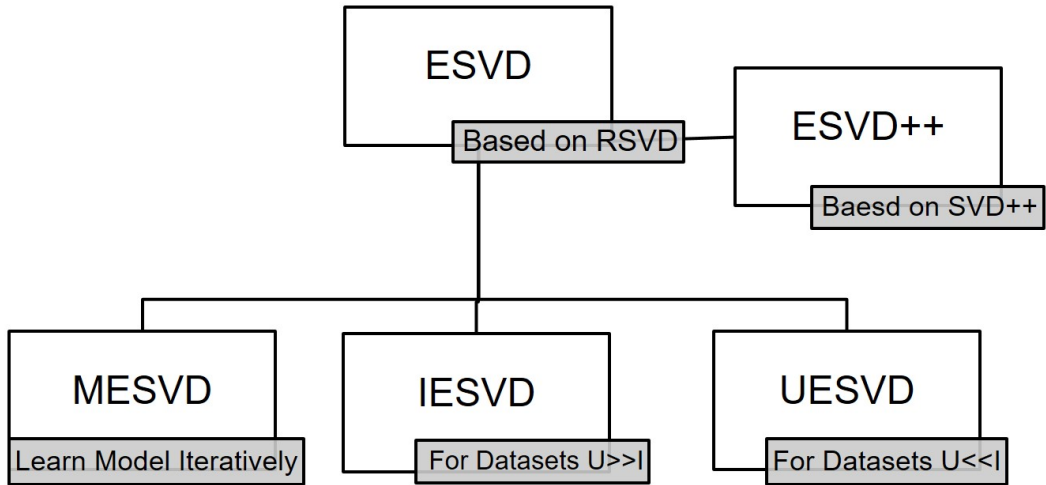 ESVD
Based on RSVD
ESVD++
Baesd on SVD++
MESVD
Learn Model Iteratively
IESVD
For Datasets U>>I
UESVD
For Datasets U<<I